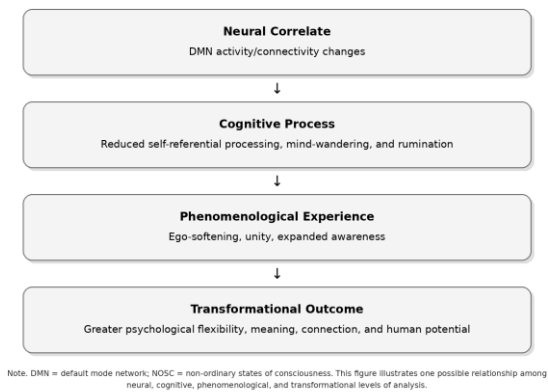 Neural Correlate
DMN activity/connectivity changes
↓
Cognitive Process
Reduced self-referential processing, mind-wandering, and rumination
↓
Phenomenological Experience
Ego-softening, unity, expanded awareness
↓
Transformational Outcome
Greater psychological flexibility, meaning, connection, and human potential
Note. DMN = default mode network; NOSC = non-ordinary states of consciousness. This figure illustrates one possible relationship among
neural, cognitive, phenomenological, and transformational levels of analysis.